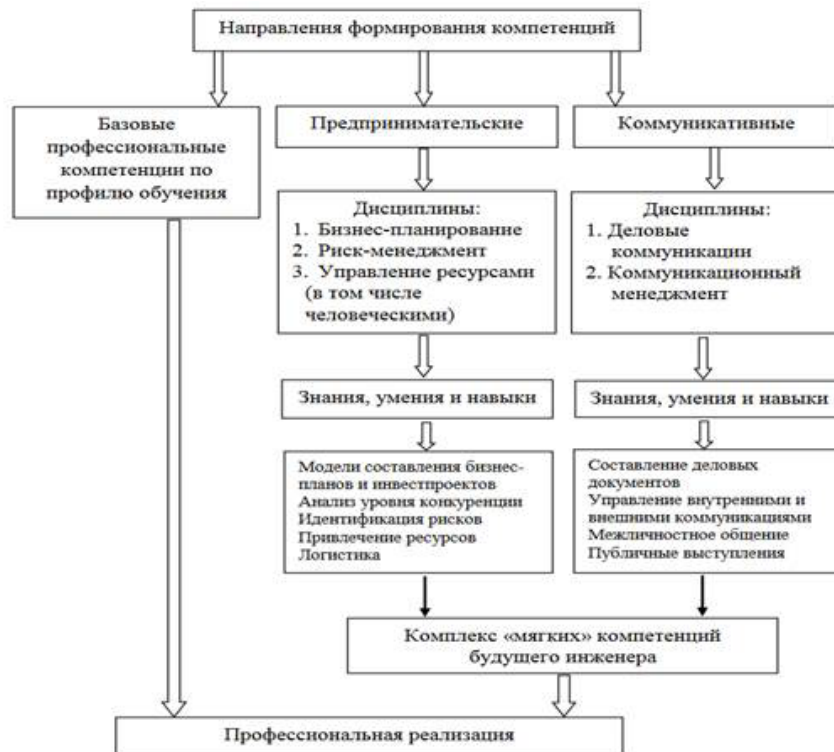 Направления формирования компетенций
Базовые
профессиональные
компетенции по
профилю обучения
Предпринимательские
Коммуникативные
Дисциплины:
1. Бизнес-планирование
2. Риск-менеджмент
3. Управление ресурсами
(в том числе
человеческими)
Дисциплины:
1. Деловые
коммуникации
2. Коммуникационный
менеджмент
Знания, умения и навыки
Знания, умения и навыки
Модели составления бизнес-
планов и инвестпроектов
Анализ уровня конкуренции
Идентификация рисков
Привлечение ресурсов
Логистика
Составление деловых
документов
Управление внутренними и
внешними коммуникациями
Межличностное общение
Публичные выступления
Комплекс «мягких» компетенций
будущего инженера
Профессиональная реализация